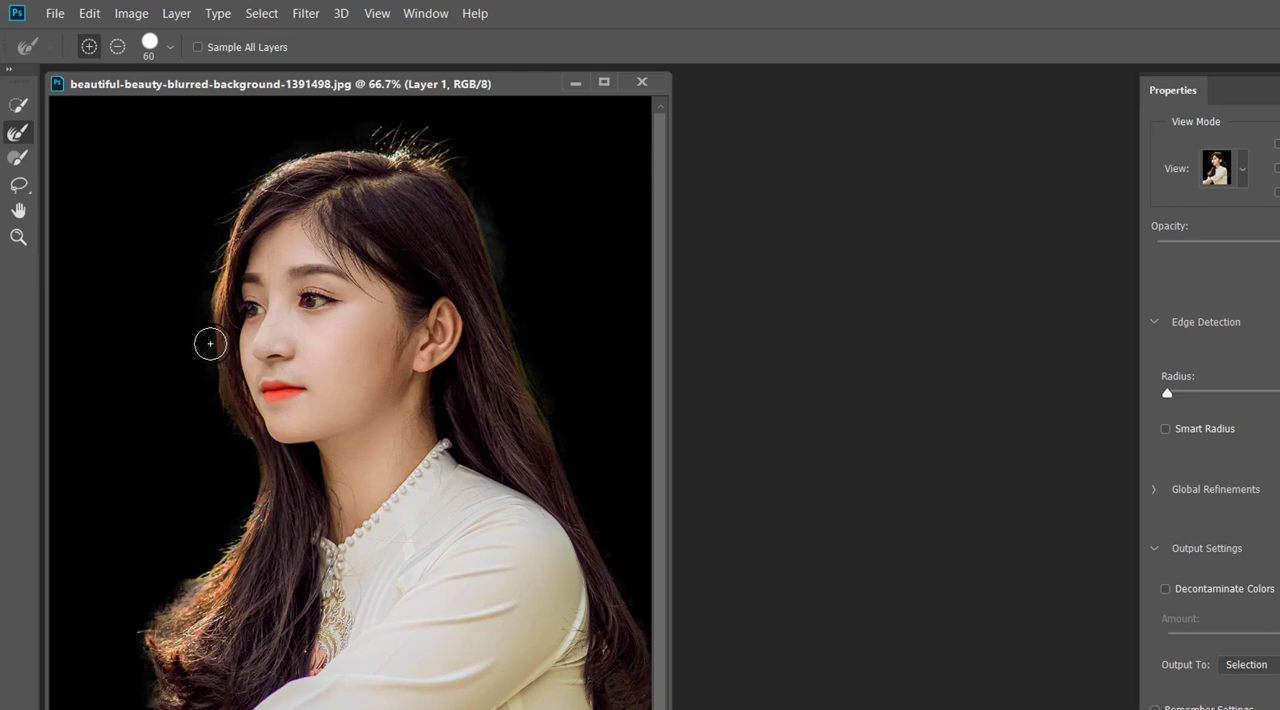 Ps File Edit Image Layer Type Select Filter 3D View Window Help
60 Sample All Layers
Ps beautiful-beauty-blurred-background-1391498.jpg @ 66.7% (Layer 1, RGB/8)
Properties
View Mode
View:
Opacity:
Edge Detection
Radius:
Smart Radius
Global Refinements
Output Settings
Decontaminate Colors
Amount:
Output To: Selection
Remember Settings